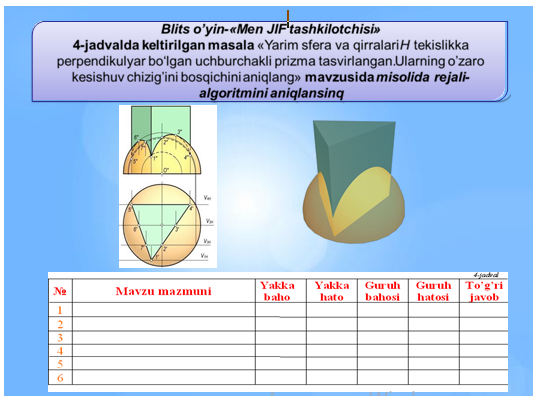 Blits o’yin-«Men JIF tashkilotchisi»
4-jadvalda keltirilgan masala «Yarim sfera va qirralari H tekislikka
perpendikulyar bo‘lgan uchburchakli prizma tasvirlangan.Ularning o’zaro
kesishuv chizig’ini bosqichini aniqlang» mavzusida misolida rejali-
algoritmini aniqlansinq
4-jadval
№ Mavzu mazmuni Yakka baho Yakka hato Guruh bahosi Guruh hatosi To’g’ri javob
1
2
3
4
5
6